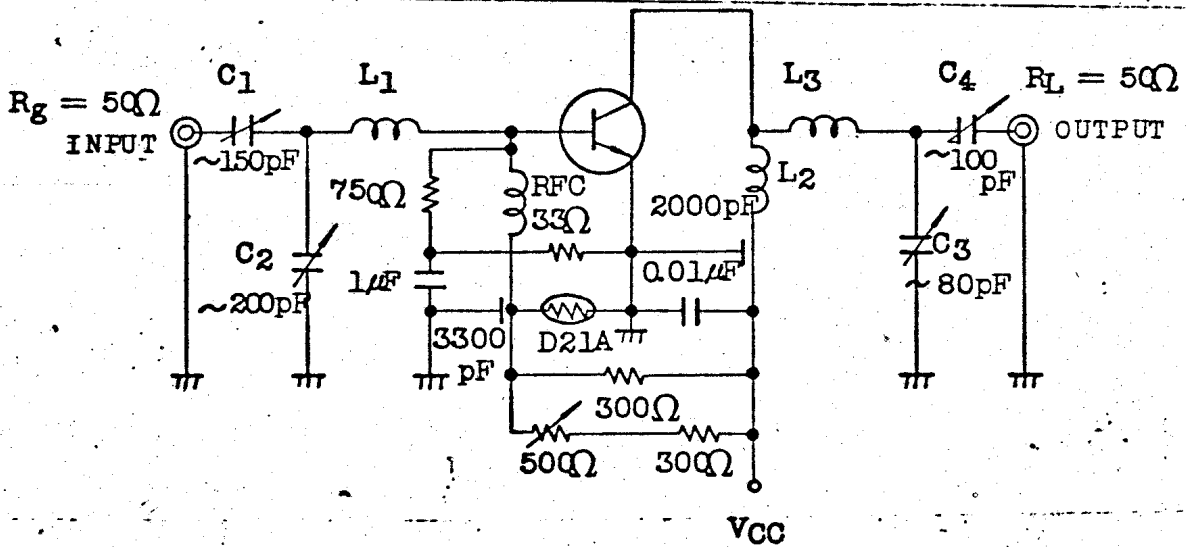 C1
L1
L3
C4
Rg = 50Ω
RL = 50Ω
INPUT
OUTPUT
~150pF
~100
pF
L2
750Ω
RFC
33Ω
2000pF
C2
C3
1μF
0.01μF
~80pF
~200pF
3300
pF
D21A
300Ω
500Ω
300Ω
VCC